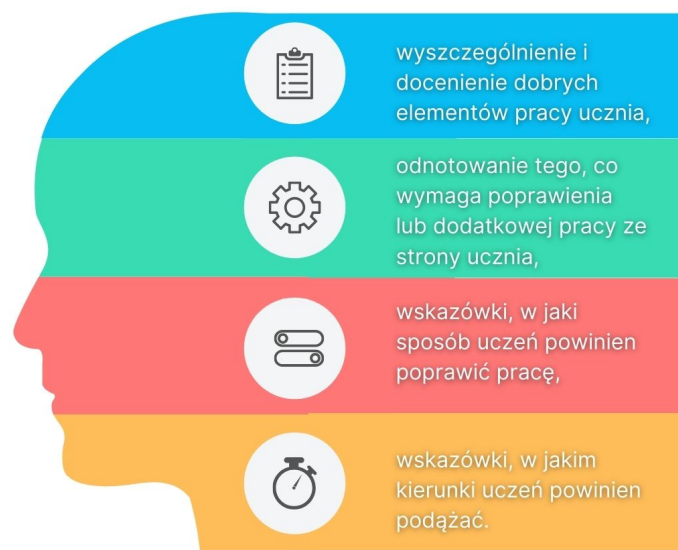 wyszczególnienie i
docenienie dobrych
elementów pracy ucznia,
odnotowanie tego, co
wymaga poprawienia
lub dodatkowej pracy ze
strony ucznia,
wskazówki, w jaki
sposób uczeń powinien
poprawić pracę,
wskazówki, w jakim
kierunki uczeń powinien
podążać.